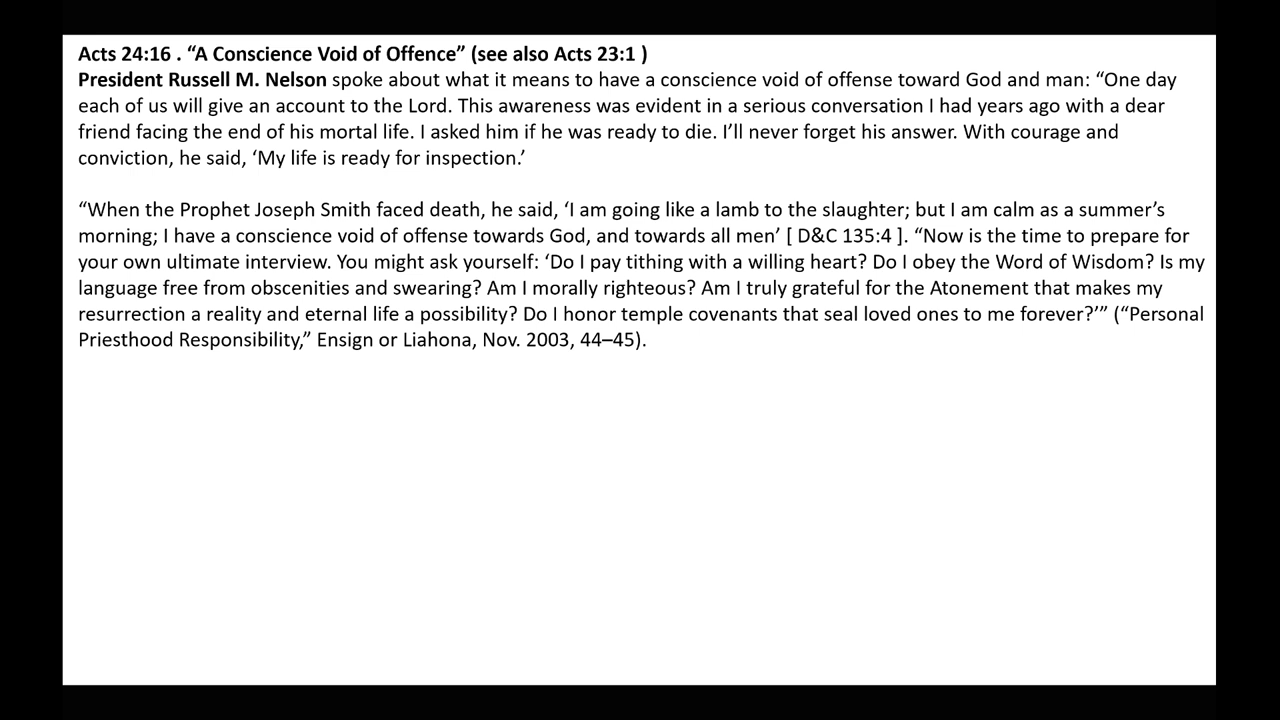 Acts 24:16 . “A Conscience Void of Offence” (see also Acts 23:1 )
President Russell M. Nelson spoke about what it means to have a conscience void of offense toward God and man: “One day
each of us will give an account to the Lord. This awareness was evident in a serious conversation I had years ago with a dear
friend facing the end of his mortal life. I asked him if he was ready to die. I’ll never forget his answer. With courage and
conviction, he said, ‘My life is ready for inspection.’
“When the Prophet Joseph Smith faced death, he said, ‘I am going like a lamb to the slaughter; but I am calm as a summer’s
morning; I have a conscience void of offense towards God, and towards all men’ [ D&C 135:4 ]. “Now is the time to prepare for
your own ultimate interview. You might ask yourself: ‘Do I pay tithing with a willing heart? Do I obey the Word of Wisdom? Is my
language free from obscenities and swearing? Am I morally righteous? Am I truly grateful for the Atonement that makes my
resurrection a reality and eternal life a possibility? Do I honor temple covenants that seal loved ones to me forever?’” (“Personal
Priesthood Responsibility,” Ensign or Liahona, Nov. 2003, 44–45).